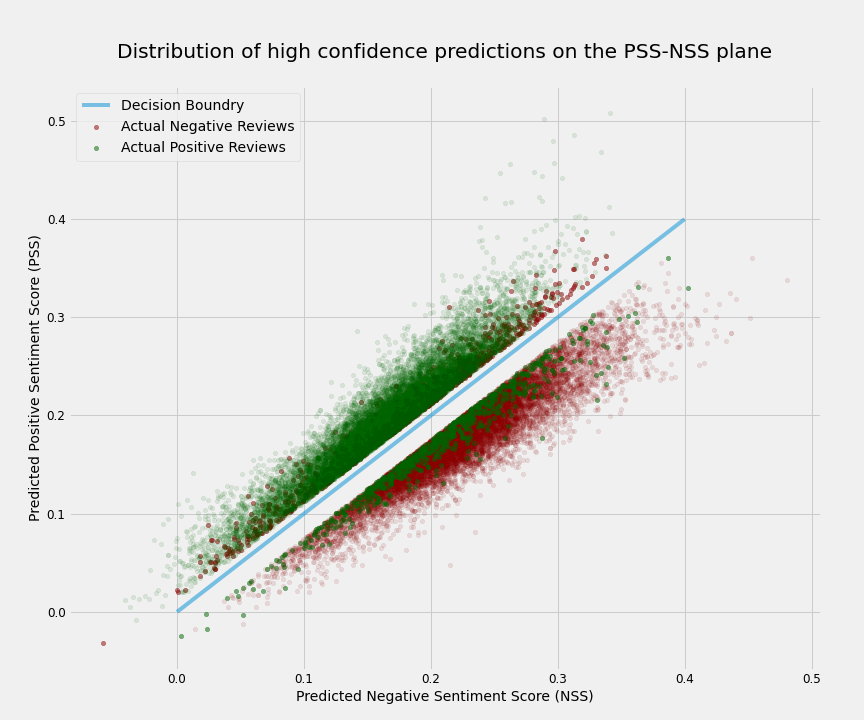 Distribution of high confidence predictions on the PSS-NSS plane
Decision Boundry
Actual Negative Reviews
Actual Positive Reviews
0.5
0.4
0.3
0.2
0.1
0.0
Predicted Positive Sentiment Score (PSS)
0.0 0.1 0.2 0.3 0.4 0.5
Predicted Negative Sentiment Score (NSS)